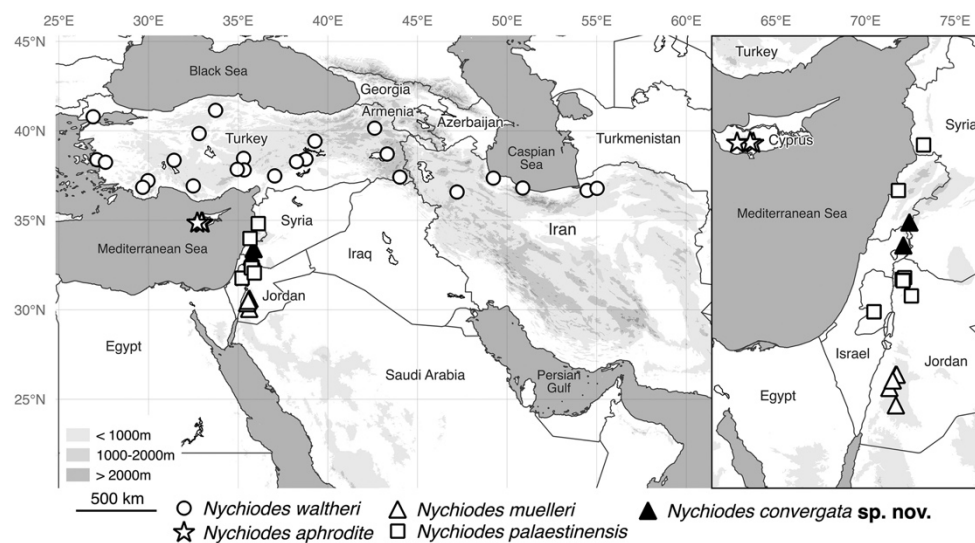 25°E 30°E 35°E 40°E 45°E 50°E 55°E 60°E 65°E 70°E 75°E
45°N
40°N
35°N
30°N
25°N
Black Sea
Georgia
Armenia
Azerbaijan
Turkey
Caspian
Sea
Turkmenistan
Syria
Iran
Mediterranean Sea
Iraq
Jordan
Egypt
Saudi Arabia
Persian
Gulf
Turkey
Syria
Cyprus
Mediterranean Sea
Israel
Jordan
Egypt
< 1000m
1000-2000m
> 2000m
500 km
Nychiodes waltheri
Nychiodes muelleri
Nychiodes convergata sp. nov.
Nychiodes aphrodite
Nychiodes palaestinensis